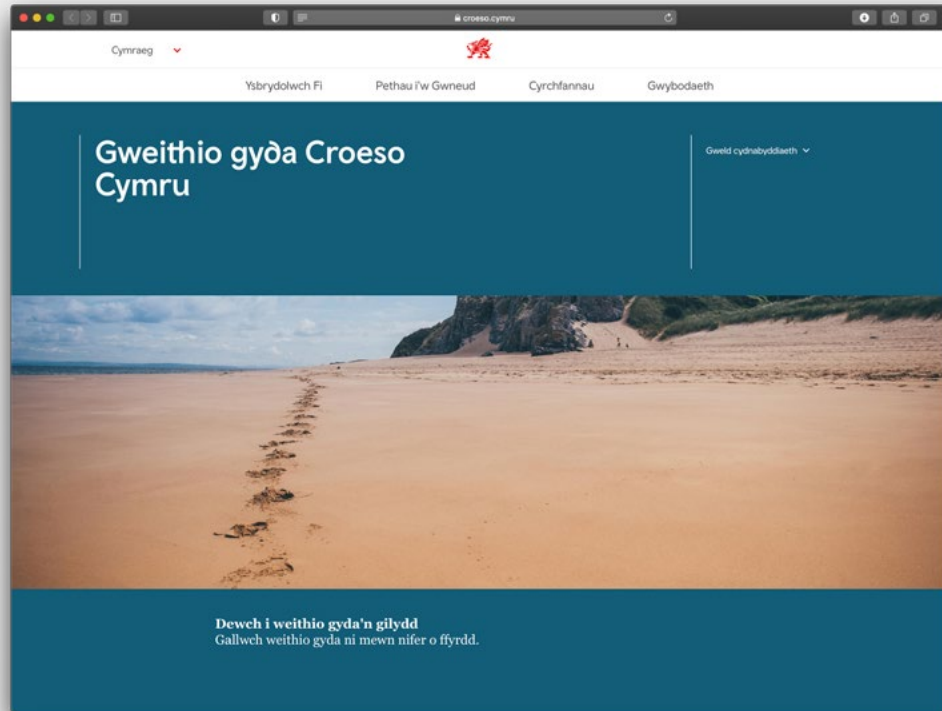 croeso.cymru
Cymraeg
Ysbrydolwch Fi Pethau i'w Gwneud Cyrchfannau Gwybodaeth
Gweithio gyda Croeso
Cymru
Gweld cydnabyddiaeth
Dewch i weithio gyda'n gilydd
Gallwch weithio gyda ni mewn nifer o ffyrdd.